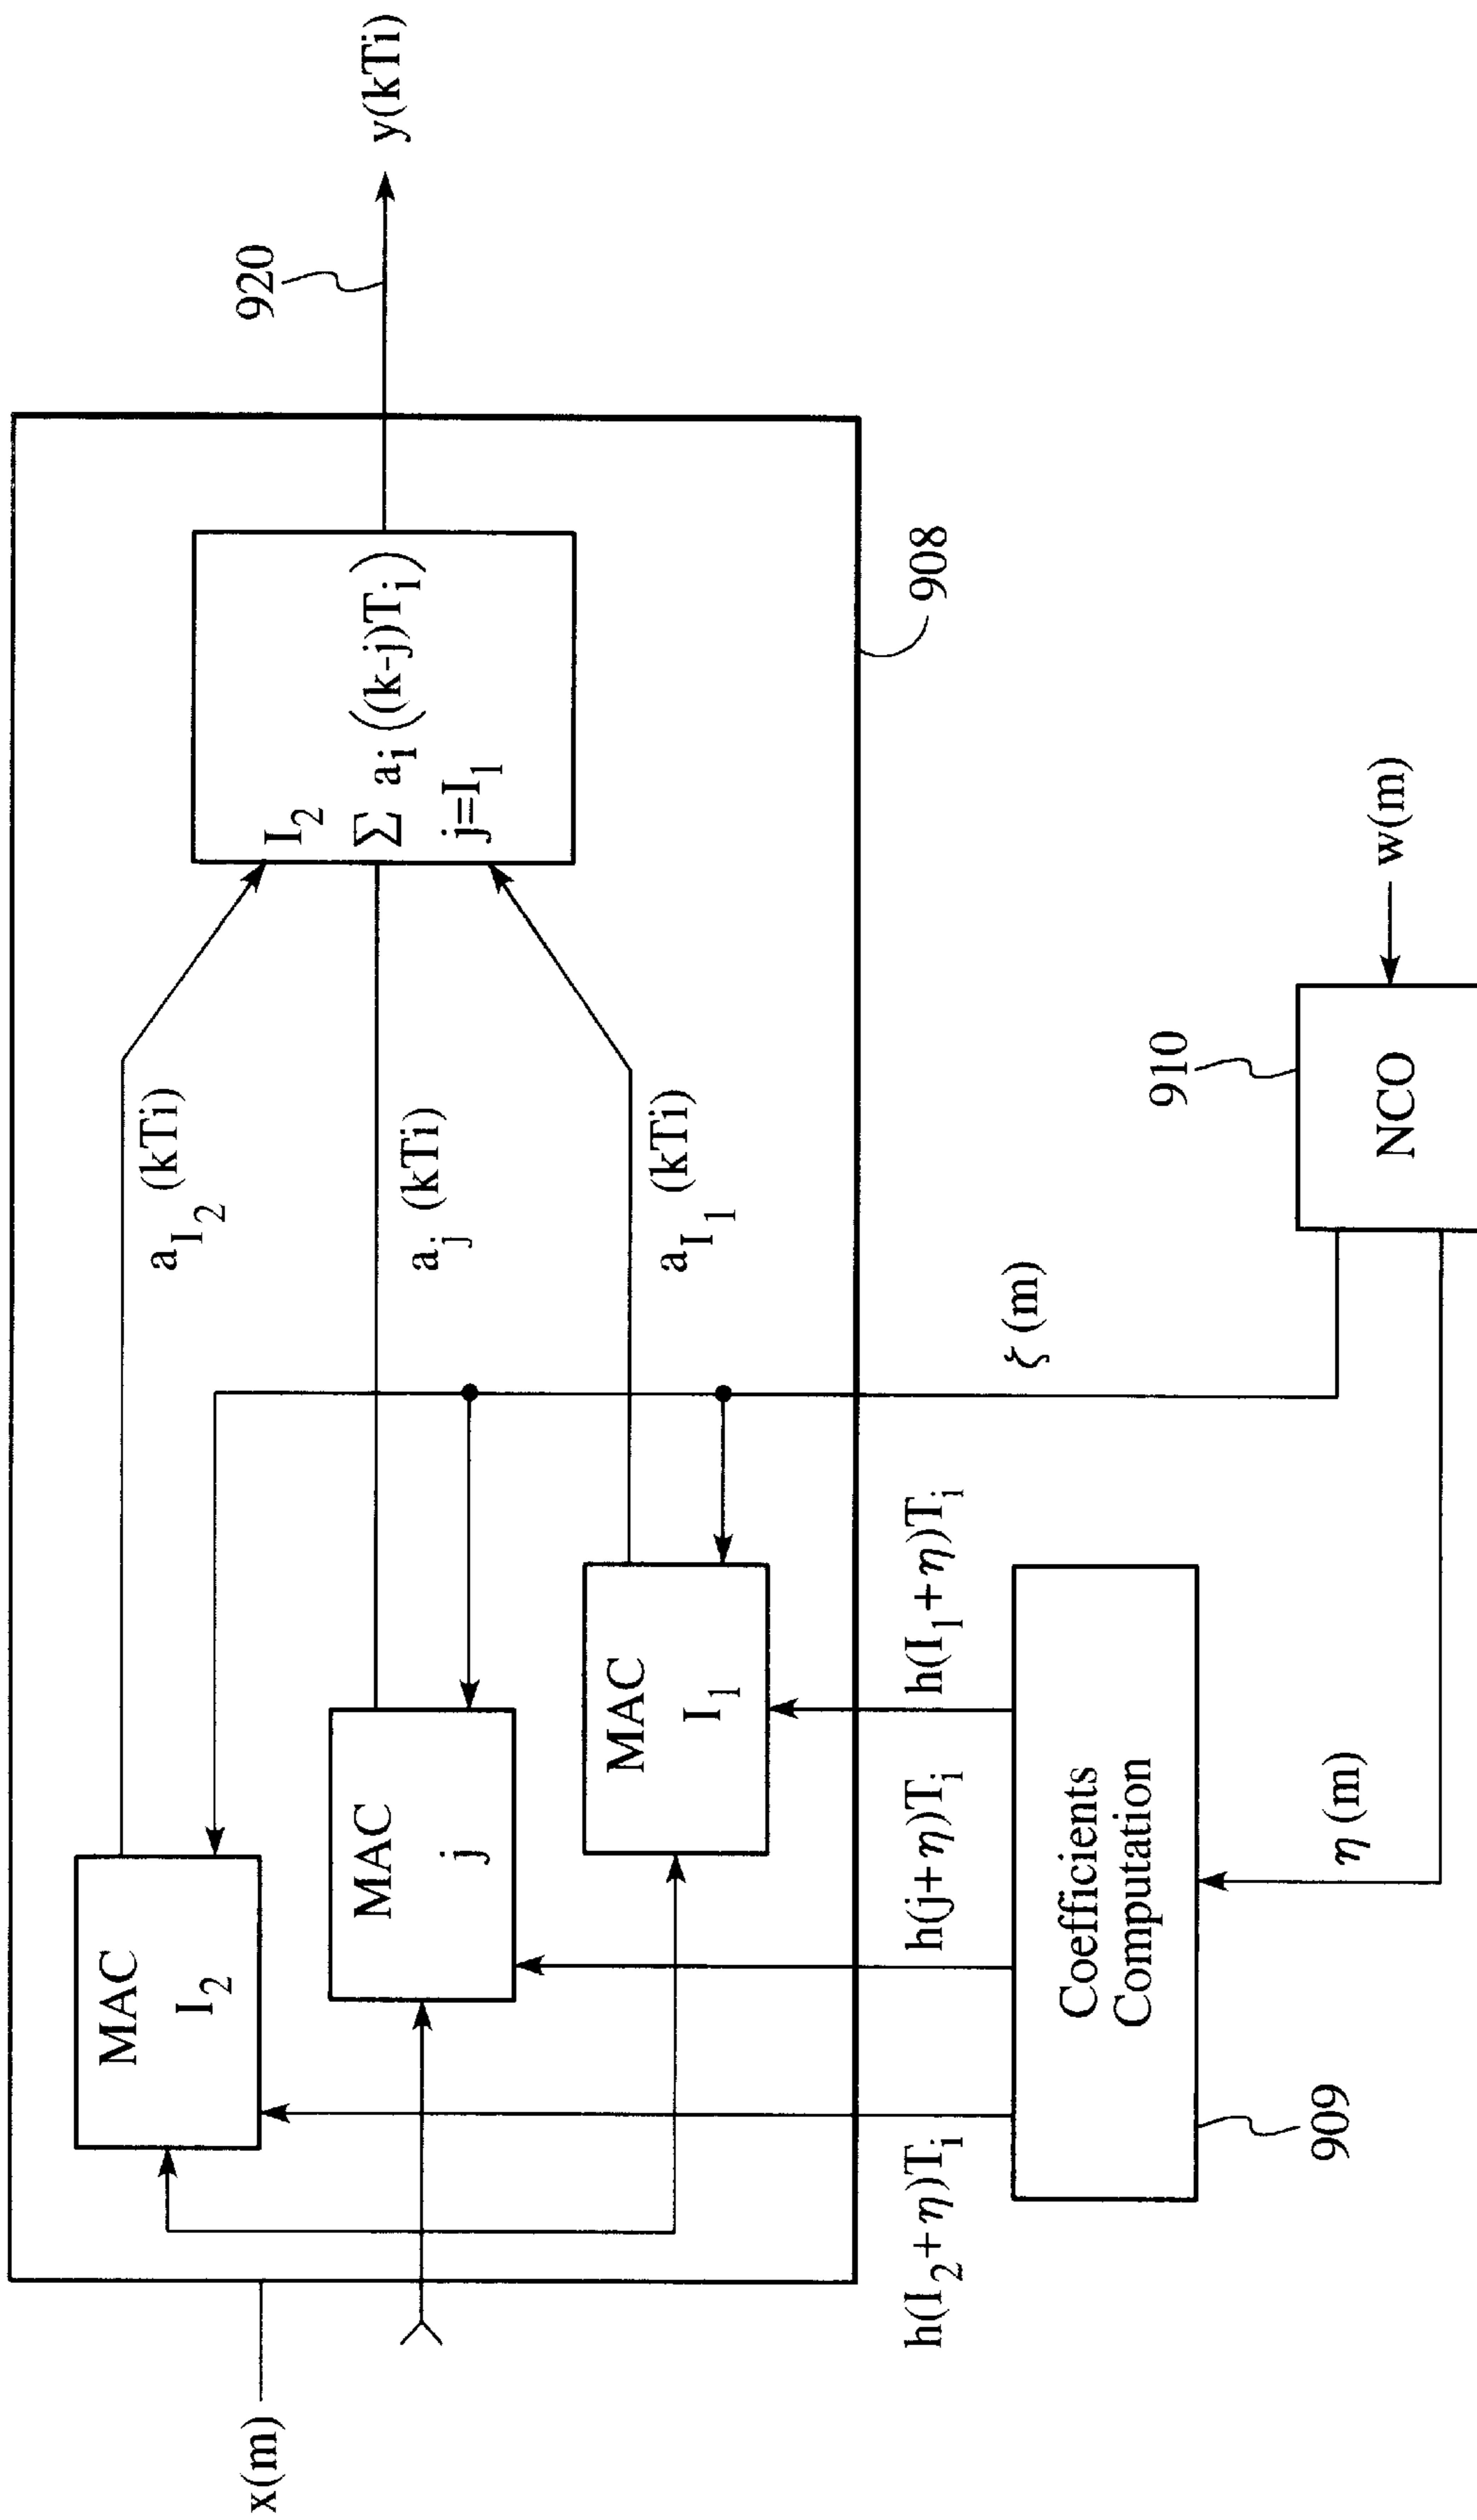 x(m)
MAC
I2
MAC
j
MAC
I1
aI2 (kTi)
aj (kTi)
aI1 (kTi)
I2
Σ ai((k-j)Ti)
j=I1
920
y(kTi)
908
h(I2+η)Ti
h(j+η)Ti
h(I1+η)Ti
ζ (m)
Coefficients
Computation
909
η (m)
910
NCO
w(m)